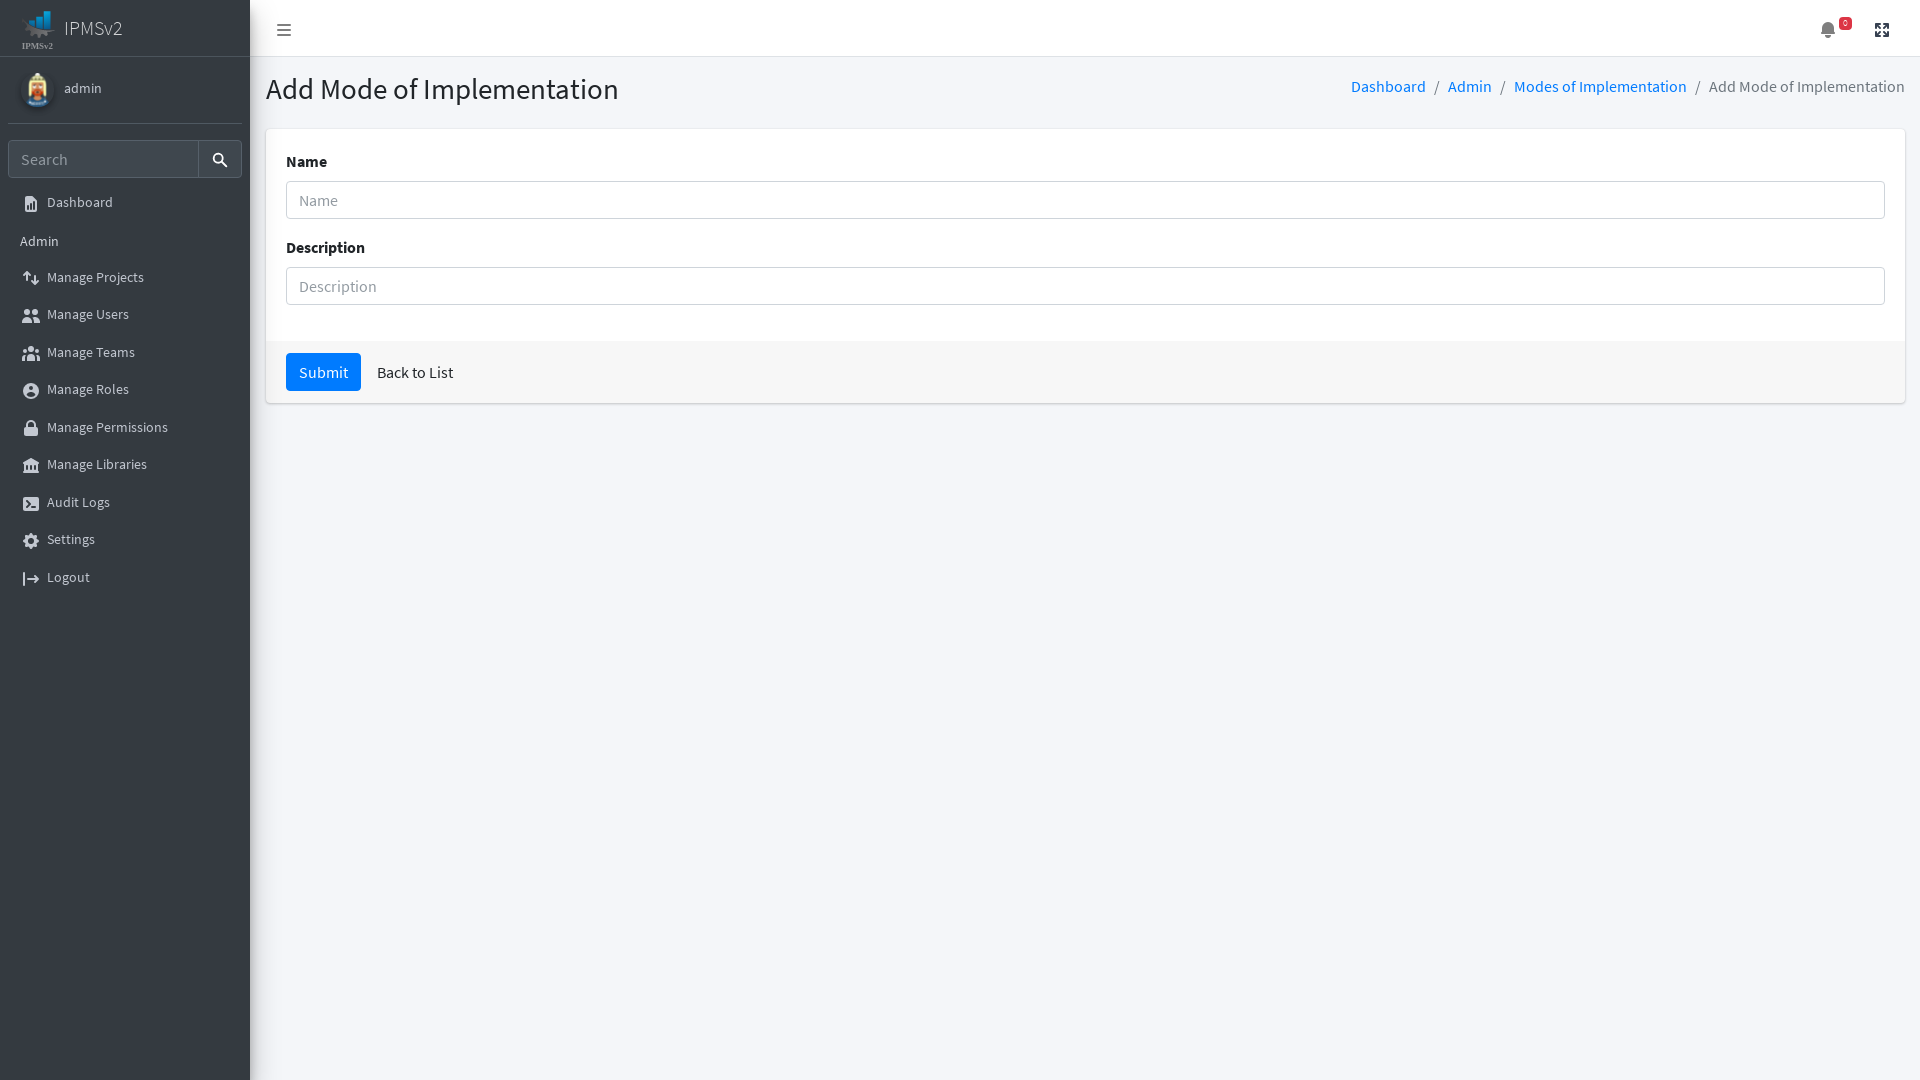 IPMSv2
IPMSv2
0
admin
Search
Dashboard
Admin
Manage Projects
Manage Users
Manage Teams
Manage Roles
Manage Permissions
Manage Libraries
Audit Logs
Settings
Logout
Add Mode of Implementation
Dashboard / Admin / Modes of Implementation / Add Mode of Implementation
Name
Name
Description
Description
Submit Back to List